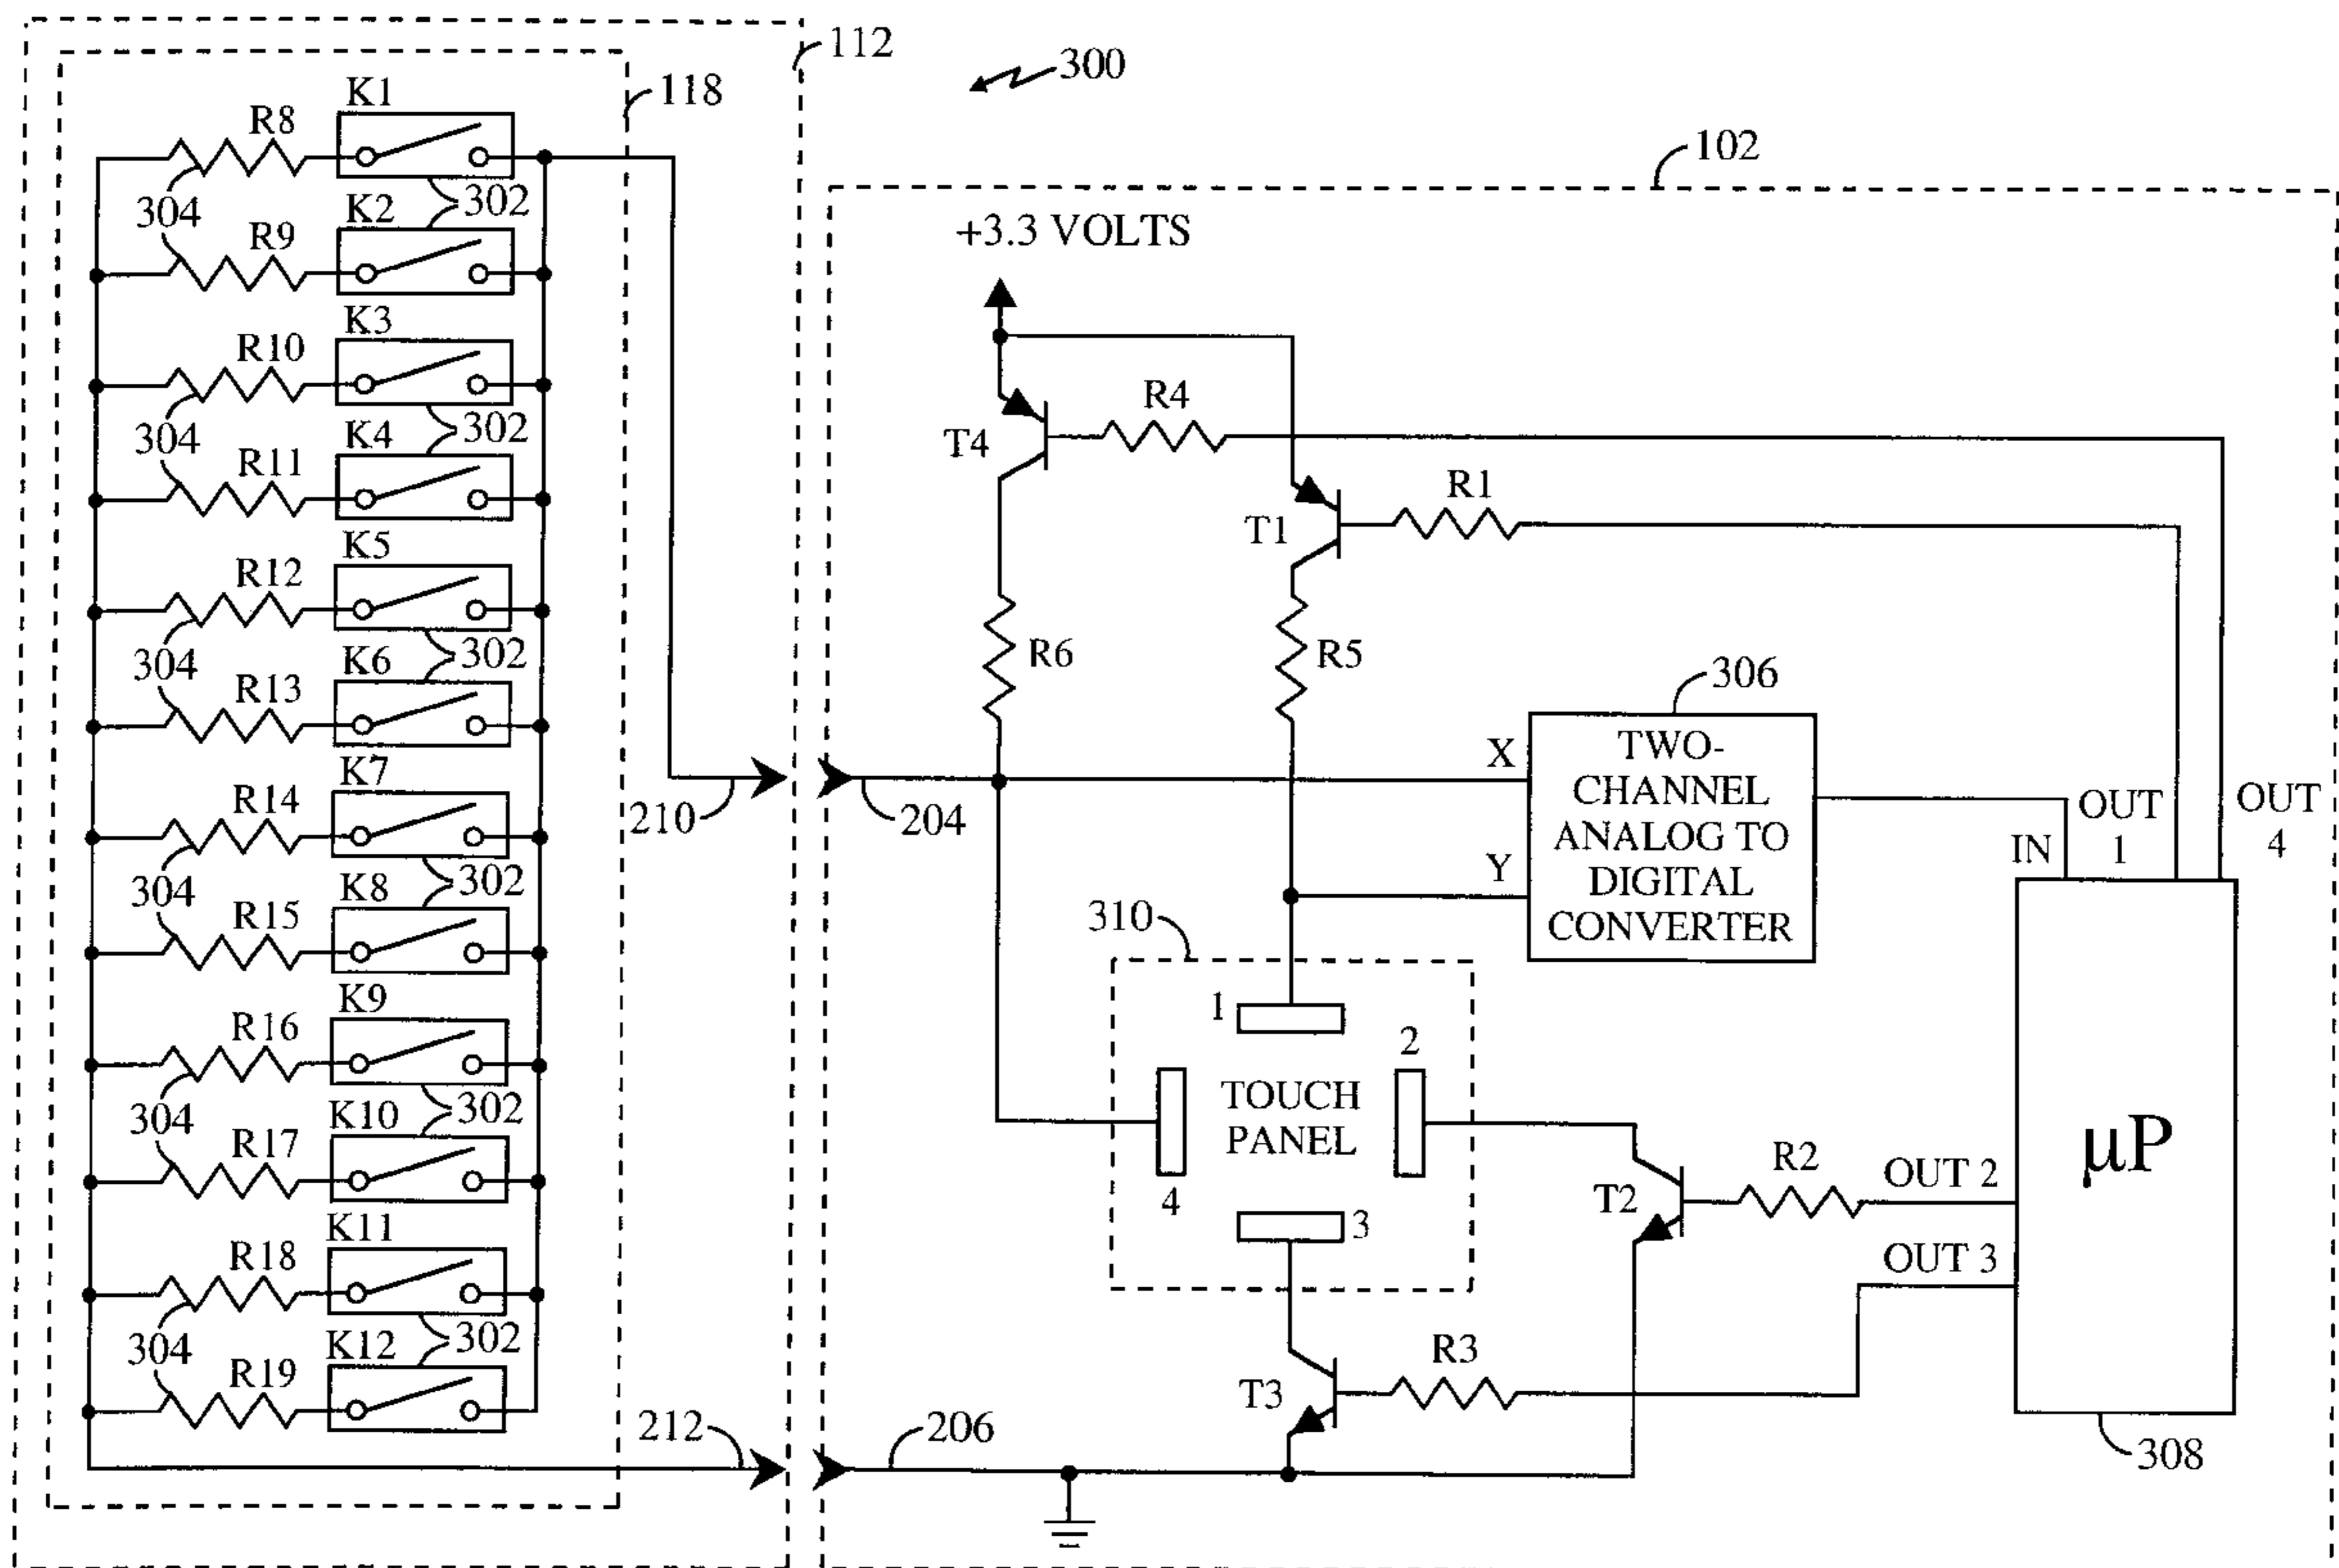 112
300
118
K1
R8
102
304
302
K2
R9
+3.3 VOLTS
K3
R10
R4
304
302
K4
T4
R11
R1
T1
K5
R12
304
302
K6
R6
R5
R13
306
X
TWO-
CHANNEL
ANALOG TO
DIGITAL
CONVERTER
K7
R14
210
204
OUT
1
OUT
4
IN
Y
304
302
K8
R15
310
K9
R16
1
2
304
302
K10
TOUCH
PANEL
µP
R17
4
R2
OUT 2
T2
3
K11
R18
OUT 3
304
302
K12
R3
R19
T3
212
206
308